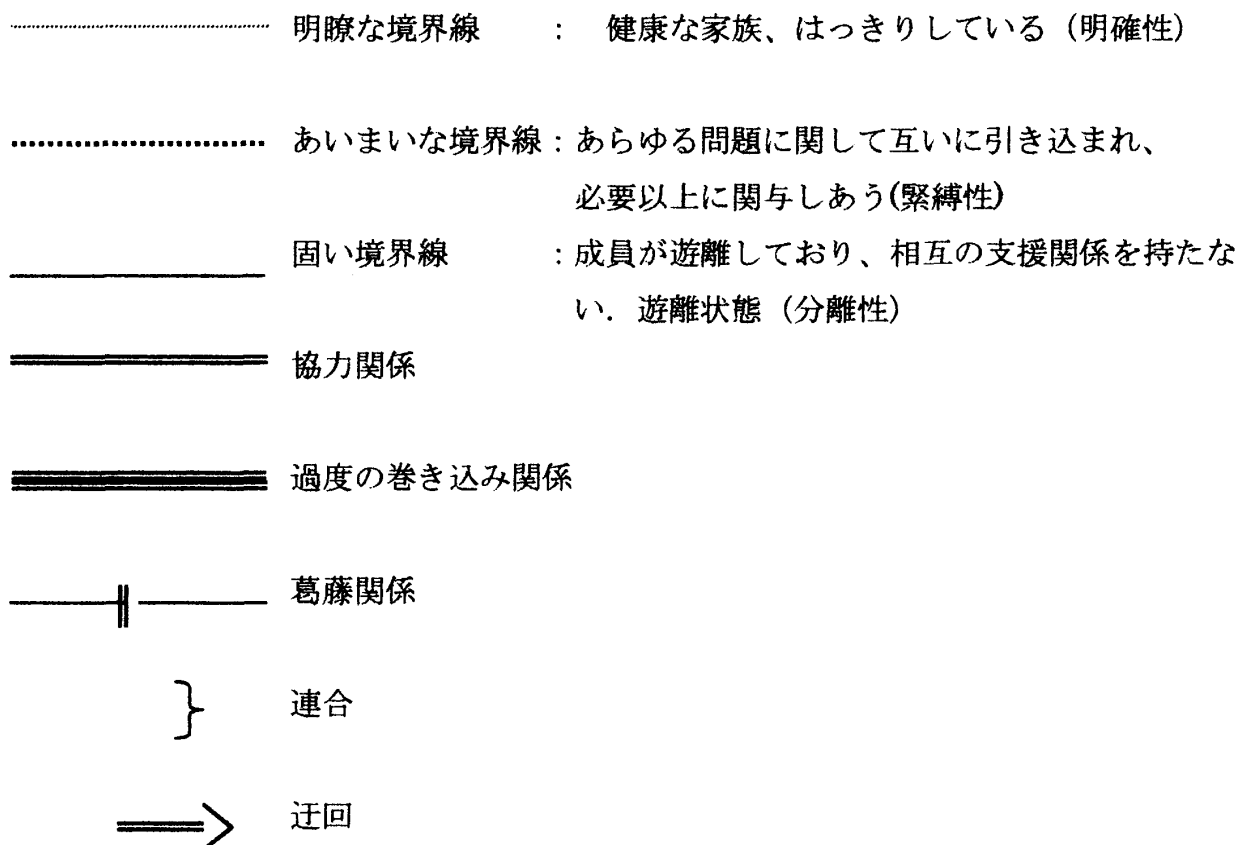 明瞭な境界線 : 健康な家族、はっきりしている（明確性）
あいまいな境界線：あらゆる問題に関して互いに引き込まれ、
必要以上に関与しあう(緊縛性)
固い境界線 ：成員が遊離しており、相互の支援関係を持たな
い．遊離状態（分離性）
協力関係
過度の巻き込み関係
葛藤関係
連合
迂回